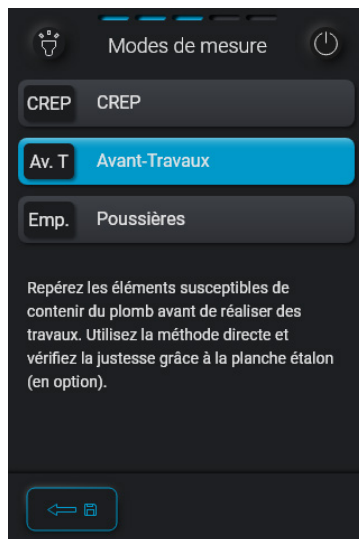 Modes de mesure
CREP CREP
Av. T Avant-Travaux
Emp. Poussières
Repérez les éléments susceptibles de
contenir du plomb avant de réaliser des
travaux. Utilisez la méthode directe et
vérifiez la justesse grâce à la planche étalon
(en option).